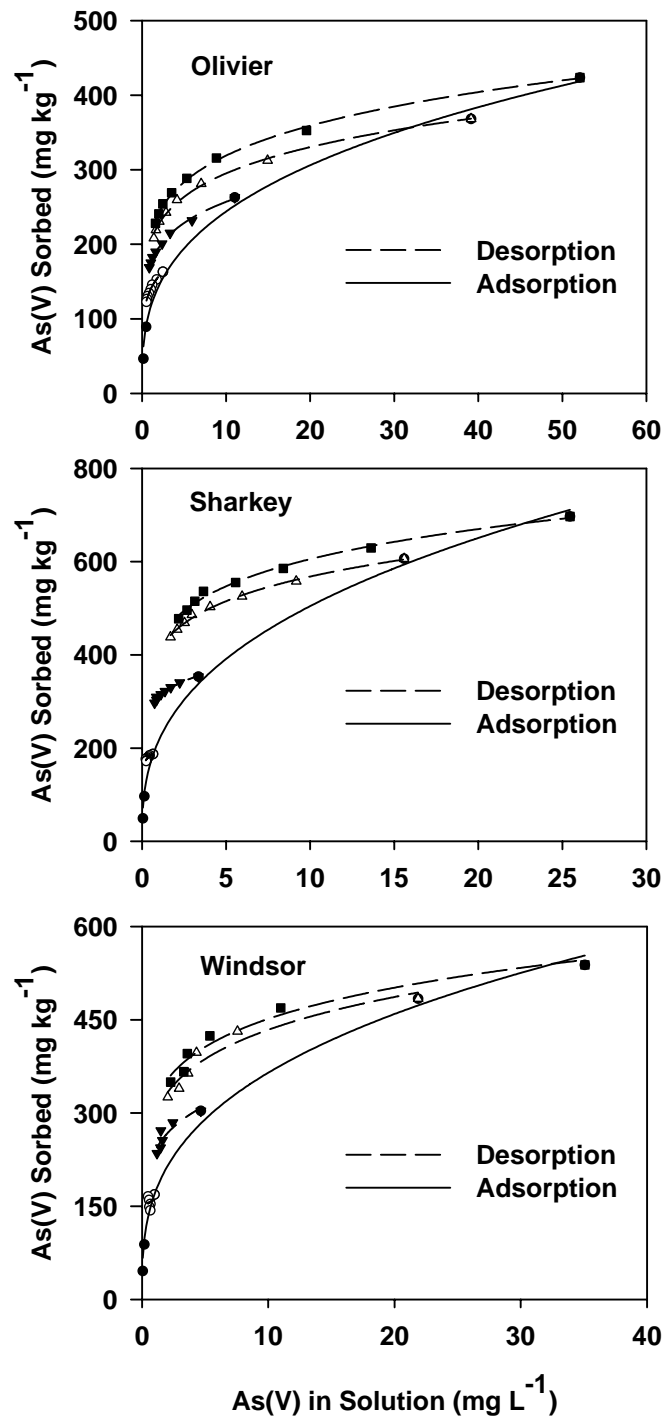 500
400
300
200
100
0
As(V) Sorbed (mg kg-1)
Olivier
Desorption
Adsorption
0 10 20 30 40 50 60
800
600
400
200
0
As(V) Sorbed (mg kg-1)
Sharkey
Desorption
Adsorption
0 5 10 15 20 25 30
600
450
300
150
0
As(V) Sorbed (mg kg-1)
Windsor
Desorption
Adsorption
0 10 20 30 40
As(V) in Solution (mg L-1)